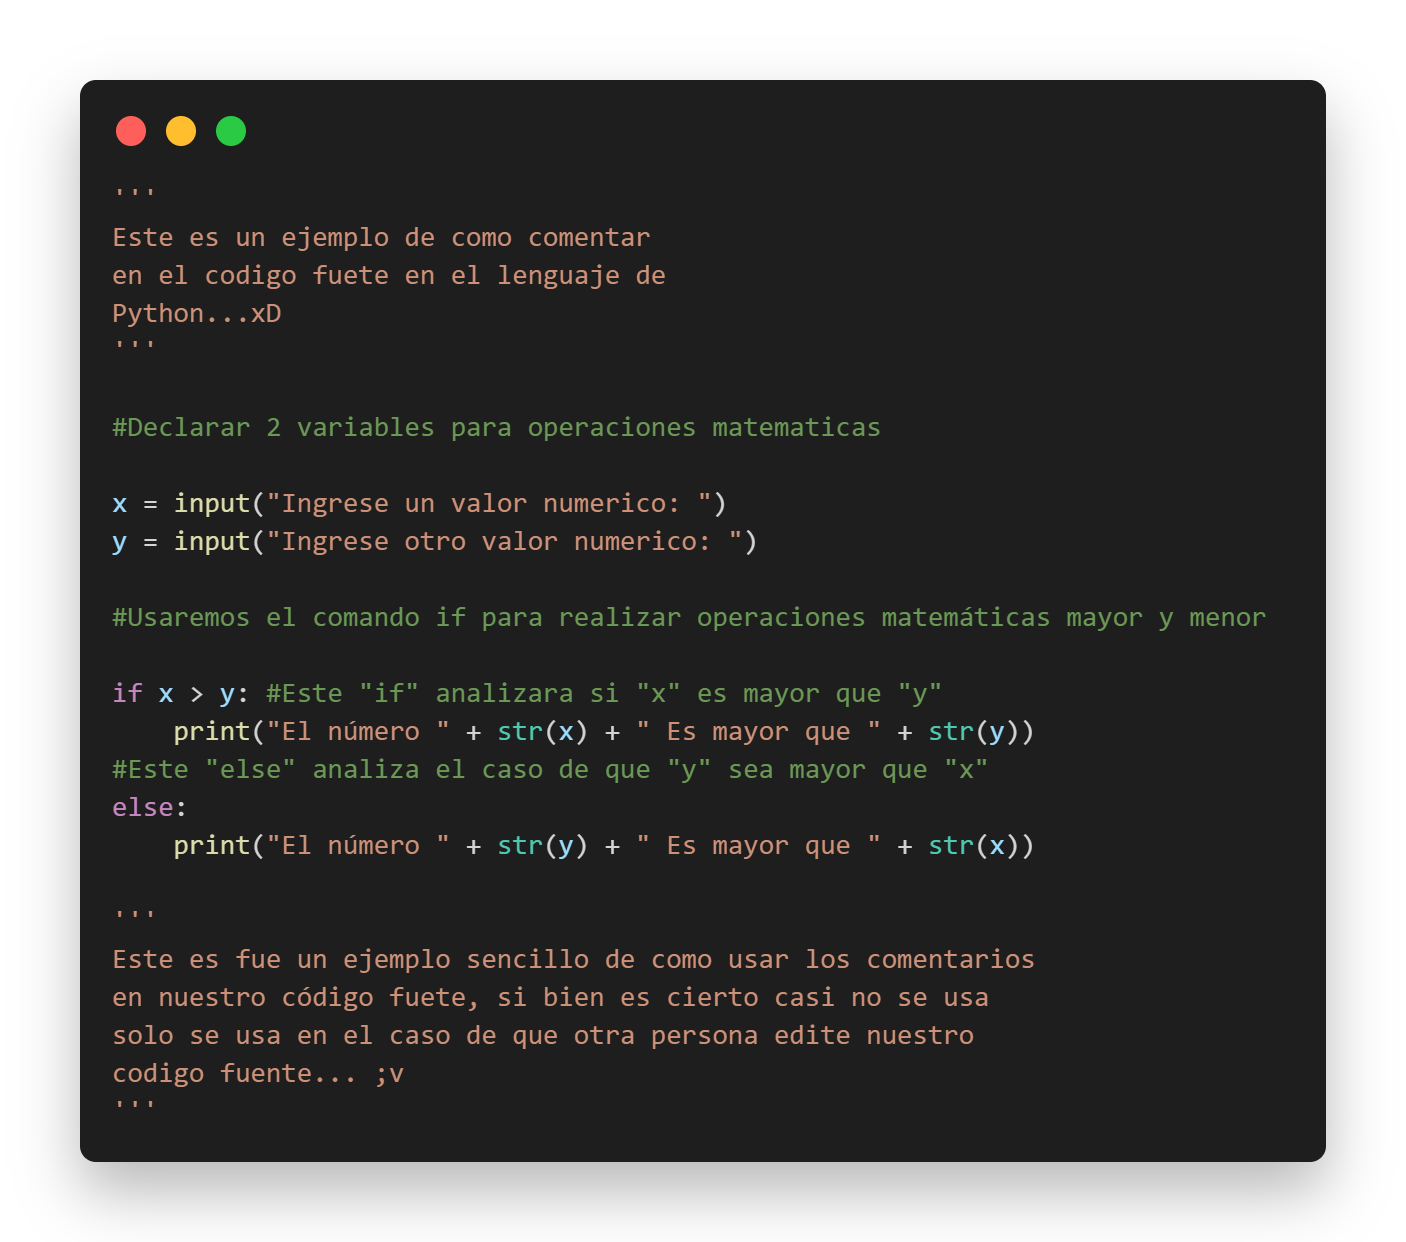 '''
Este es un ejemplo de como comentar
en el codigo fuete en el lenguaje de
Python...xD
'''
#Declarar 2 variables para operaciones matematicas
x = input("Ingrese un valor numerico: ")
y = input("Ingrese otro valor numerico: ")
#Usaremos el comando if para realizar operaciones matemáticas mayor y menor
if x > y: #Este "if" analizara si "x" es mayor que "y"
    print("El número " + str(x) + " Es mayor que " + str(y))
#Este "else" analiza el caso de que "y" sea mayor que "x"
else:
    print("El número " + str(y) + " Es mayor que " + str(x))
'''
Este es fue un ejemplo sencillo de como usar los comentarios
en nuestro código fuete, si bien es cierto casi no se usa
solo se usa en el caso de que otra persona edite nuestro
codigo fuente... ;v
'''